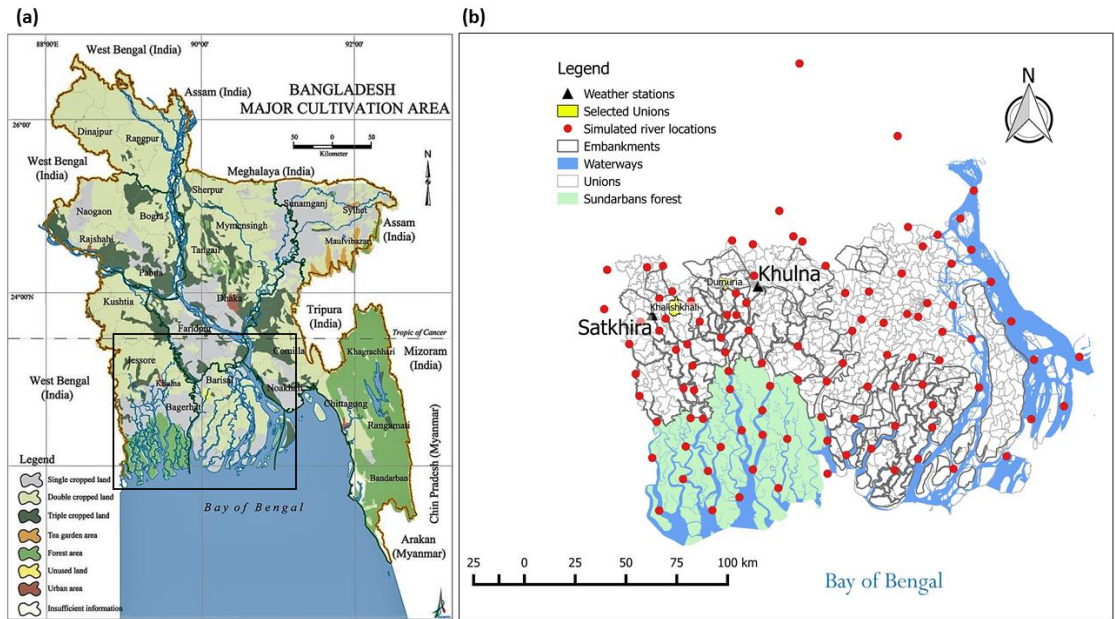 (a)
88°00'E
90°00'
92°00'
West Bengal (India)
Assam (India)
BANGLADESH
MAJOR CULTIVATION AREA
50
0
50
Kilometer
N
26°00'
Dinajpur
Rangpur
West Bengal
(India)
Meghalaya (India)
Sherpur
Sunamganj
Sylhet
Naogaon
Bogra
Mymensingh
Assam
(India)
Maulvibazar
Rajshahi
Tangail
Pabna
24°00'N
Kushtia
Dhaka
Tripura
(India)
Faridpur
Tropic of Cancer
Comilla
Khagrachhari
Mizoram
(India)
Jessore
West Bengal
(India)
Khulna
Barisal
Noakhali
Bagerhat
Chittagong
Rangamati
Chin Pradesh (Myanmar)
Bandarban
Bay of Bengal
Arakan
(Myanmar)
Legend
Single cropped land
Double cropped land
Triple cropped land
Tea garden area
Forest area
Unused land
Urban area
Insufficient information
(b)
Legend
Weather stations
Selected Unions
Simulated river locations
Embankments
Waterways
Unions
Sundarbans forest
N
Dumuria
Khulna
Khalishkhali
Satkhira
25 0 25 50 75 100 km
Bay of Bengal